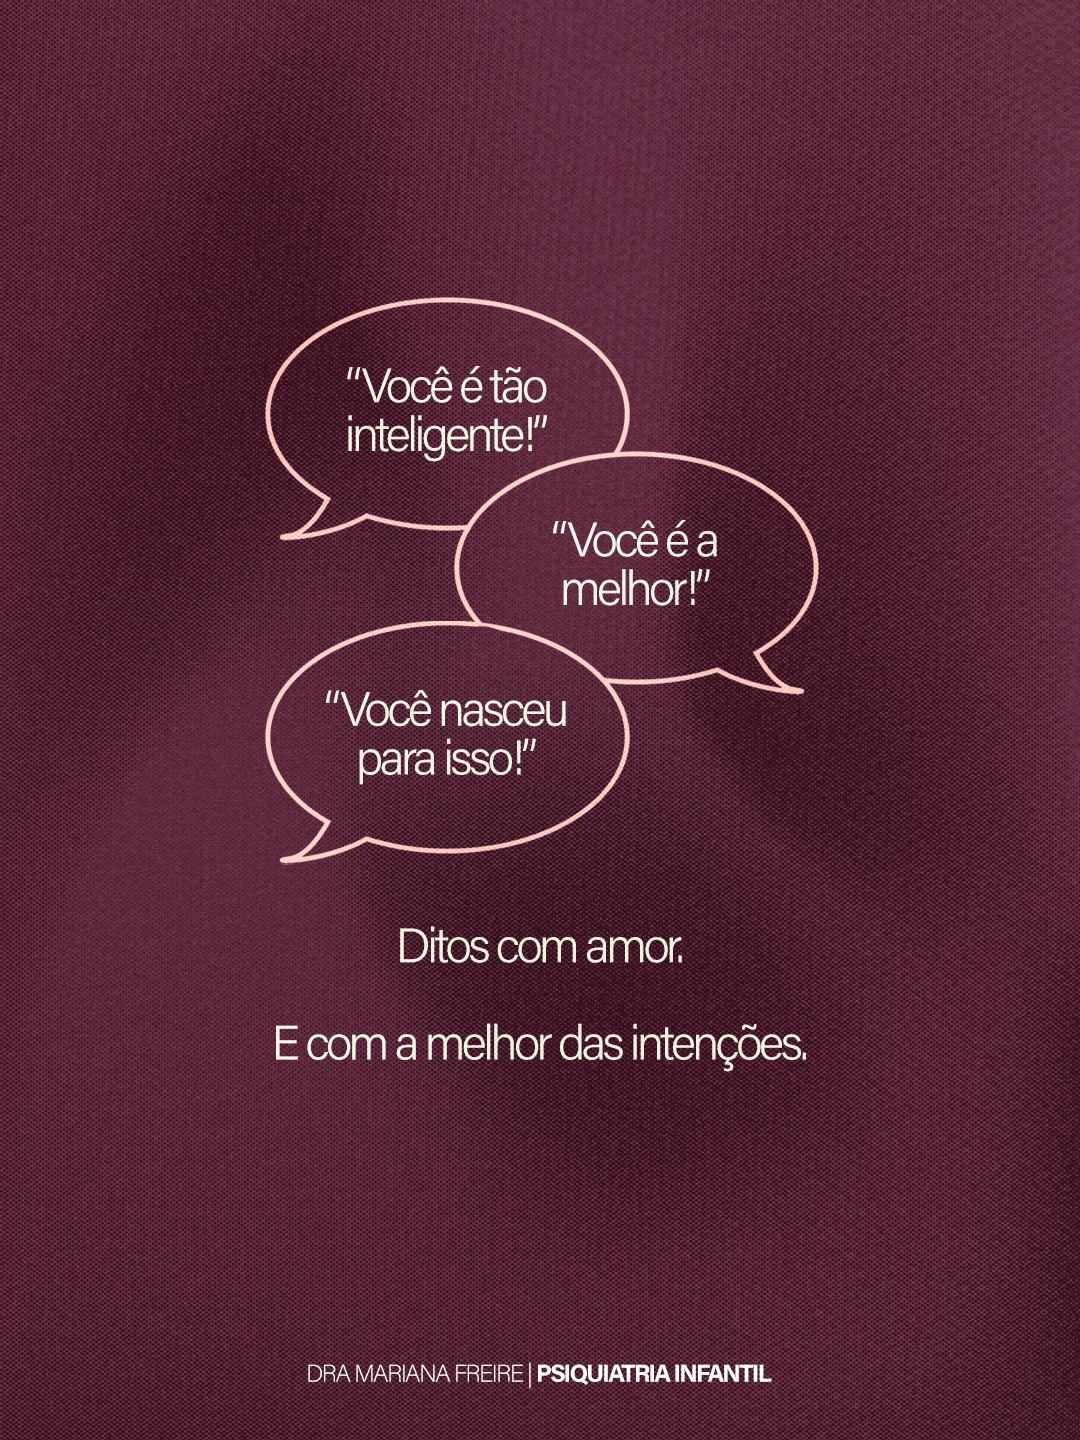 “Você é tão
inteligente!”
“Você é a
melhor!”
“Você nasceu
para isso!”
Ditos com amor.
E com a melhor das intenções.
DRA MARIANA FREIRE | PSIQUIATRIA INFANTIL